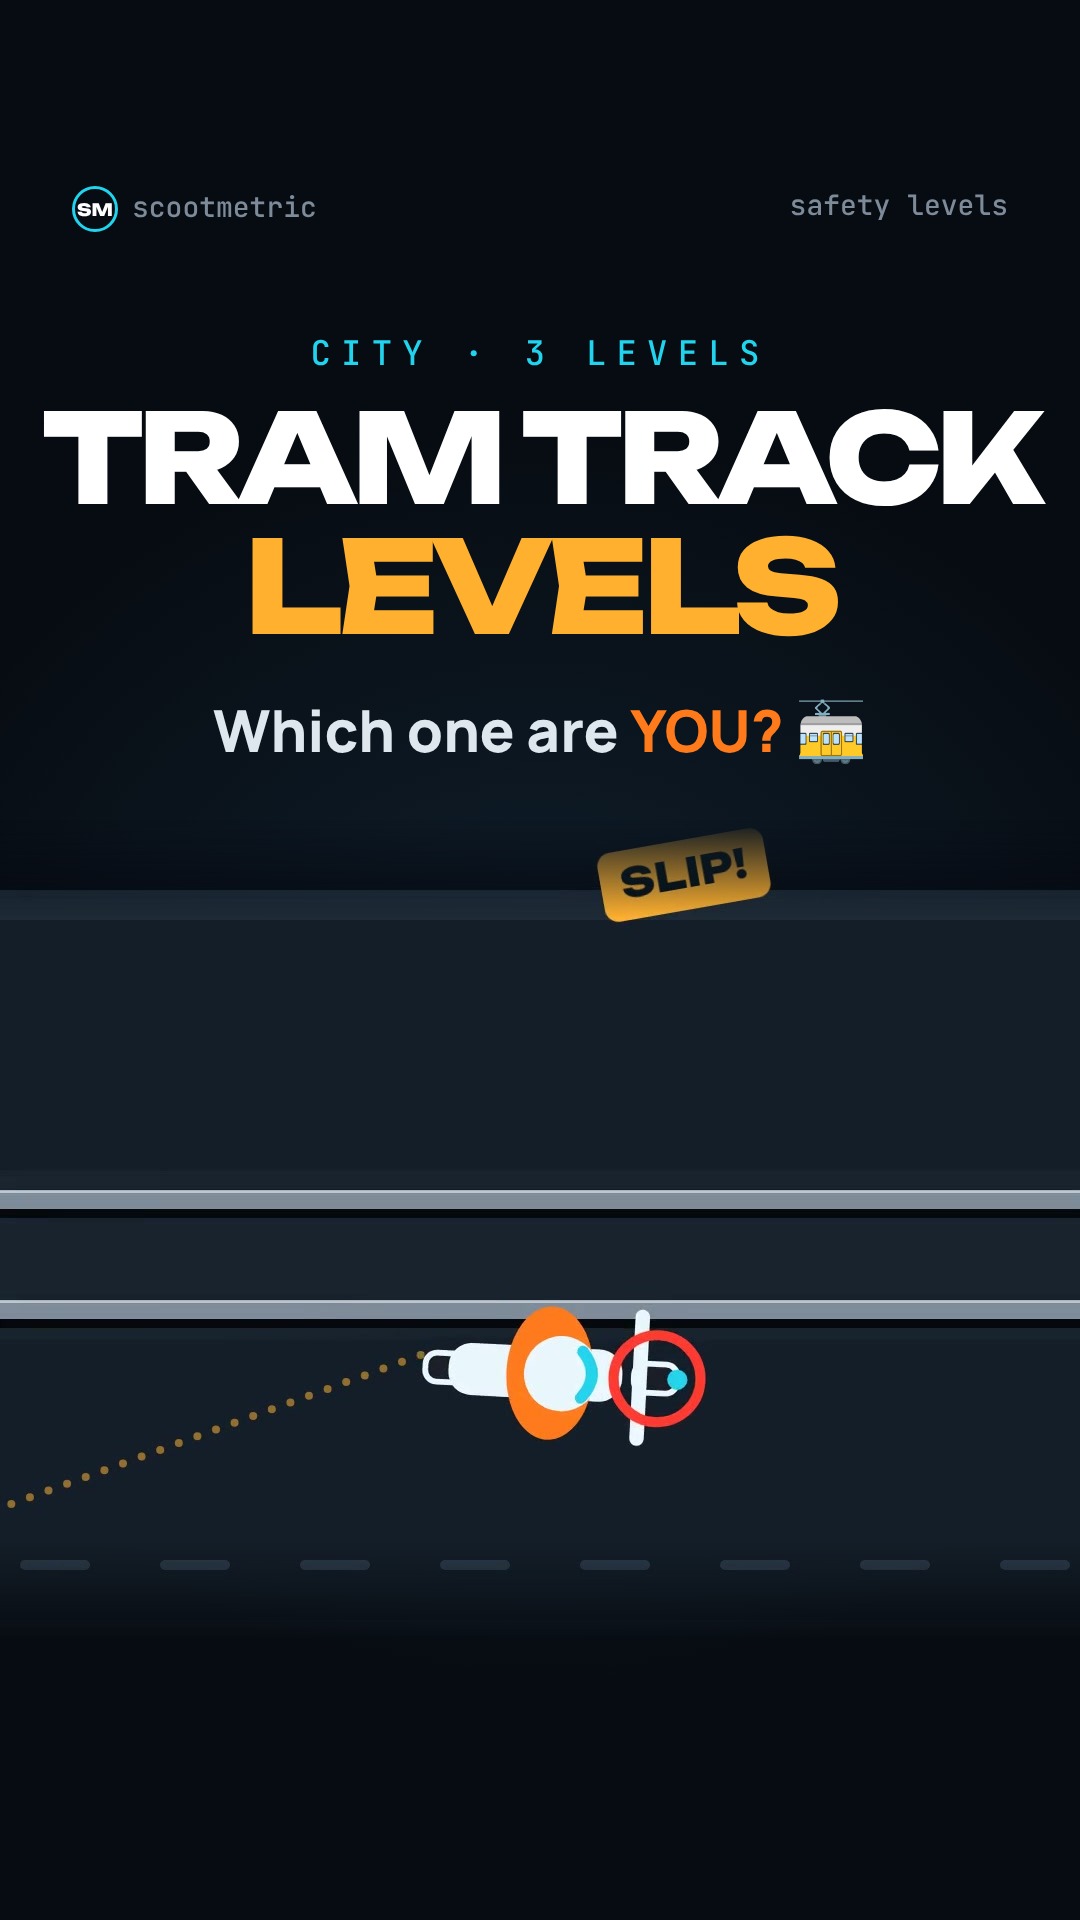 SM scootmetric
safety levels
CITY · 3 LEVELS
TRAM TRACK
LEVELS
Which one are YOU? 🚋
SLIP!